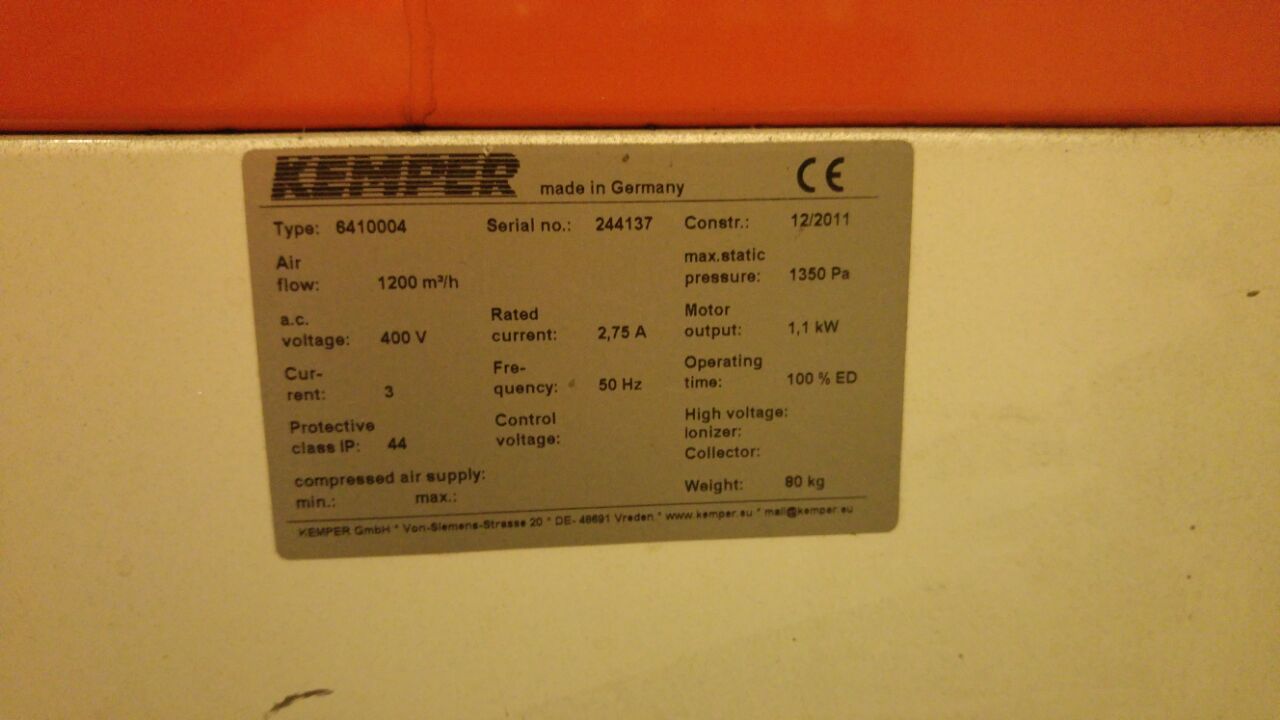 KEMPER made in Germany CE
Type: 6410004 Serial no.: 244137 Constr.: 12/2011
Air flow: 1200 m³/h max.static pressure: 1350 Pa
a.c. voltage: 400 V Rated current: 2,75 A Motor output: 1,1 kW
Cur-rent: 3 Fre-quency: 50 Hz Operating time: 100 % ED
Protective class IP: 44 Control voltage: High voltage:
Ionizer:
Collector:
compressed air supply:
min.: max.: Weight: 80 kg
KEMPER GmbH * Von-Siemens-Strasse 20 * DE- 48691 Vreden * www.kemper.eu * mail@kemper.eu